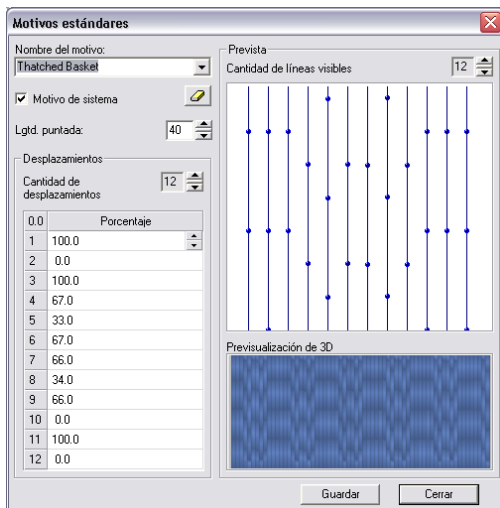 Motivos estándares
Nombre del motivo:
Thatched Basket
Motivo de sistema
Lgtd. puntada:
40
Desplazamientos
Cantidad de
desplazamientos
12
0.0 Porcentaje
1 100.0
2 0.0
3 100.0
4 67.0
5 33.0
6 67.0
7 66.0
8 34.0
9 66.0
10 0.0
11 100.0
12 0.0
Prevista
Cantidad de líneas visibles
12
Previsualización de 3D
Guardar
Cerrar